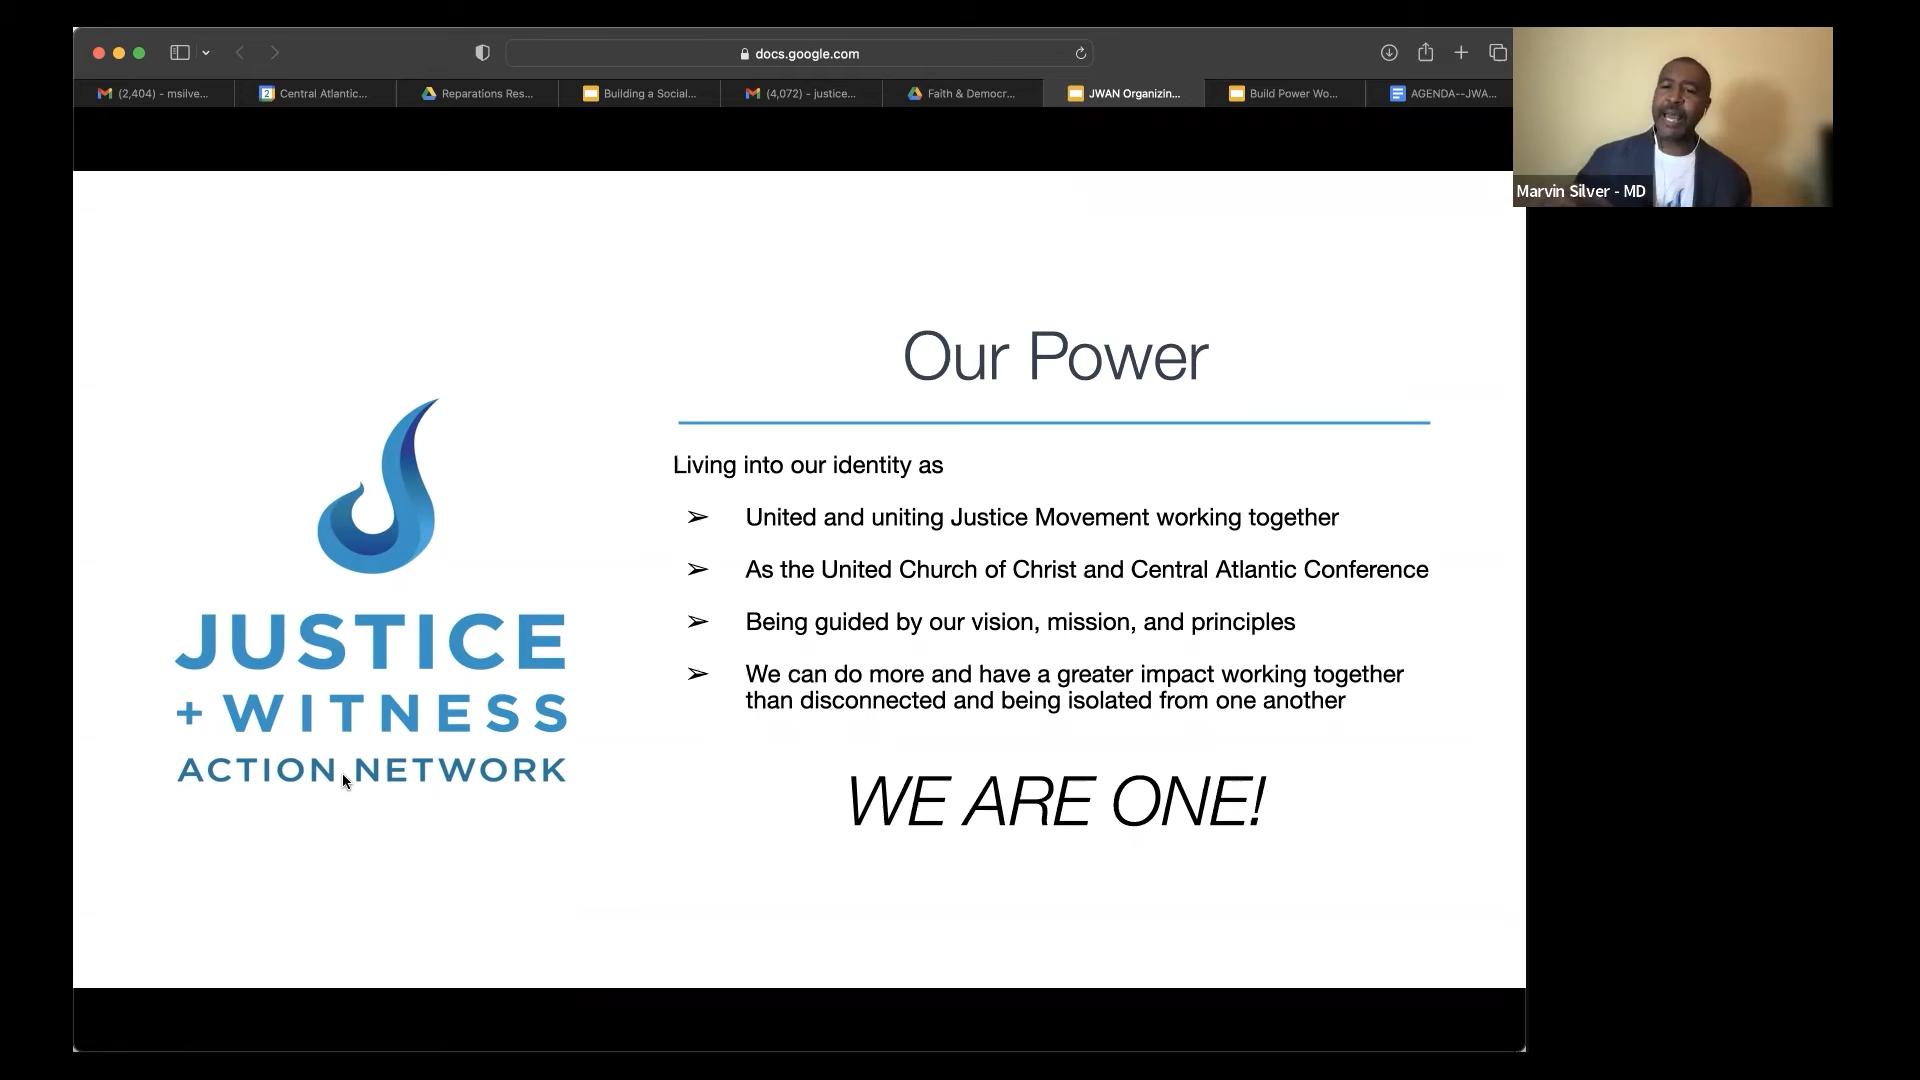 docs.google.com
(2,404) - msilve...
2
Central Atlantic...
Reparations Res...
Building a Social...
(4,072) - justice...
Faith & Democr...
JWAN Organizin...
Build Power Wo...
AGENDA--JWA...
Marvin Silver - MD
Our Power
Living into our identity as
➢ United and uniting Justice Movement working together
➢ As the United Church of Christ and Central Atlantic Conference
➢ Being guided by our vision, mission, and principles
➢ We can do more and have a greater impact working together
than disconnected and being isolated from one another
WE ARE ONE!
JUSTICE
+ WITNESS
ACTION NETWORK